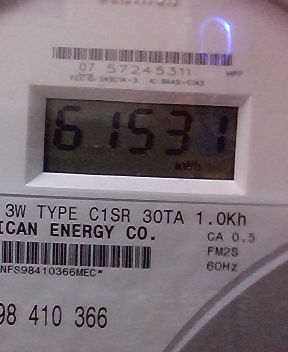 07 57245311 HPP
61531
kWh
3W TYPE C1SR 30TA 1.0Kh
ICAN ENERGY CO. CA 0.5
FM2S
NFS98410366MEC* 60Hz
98 410 366